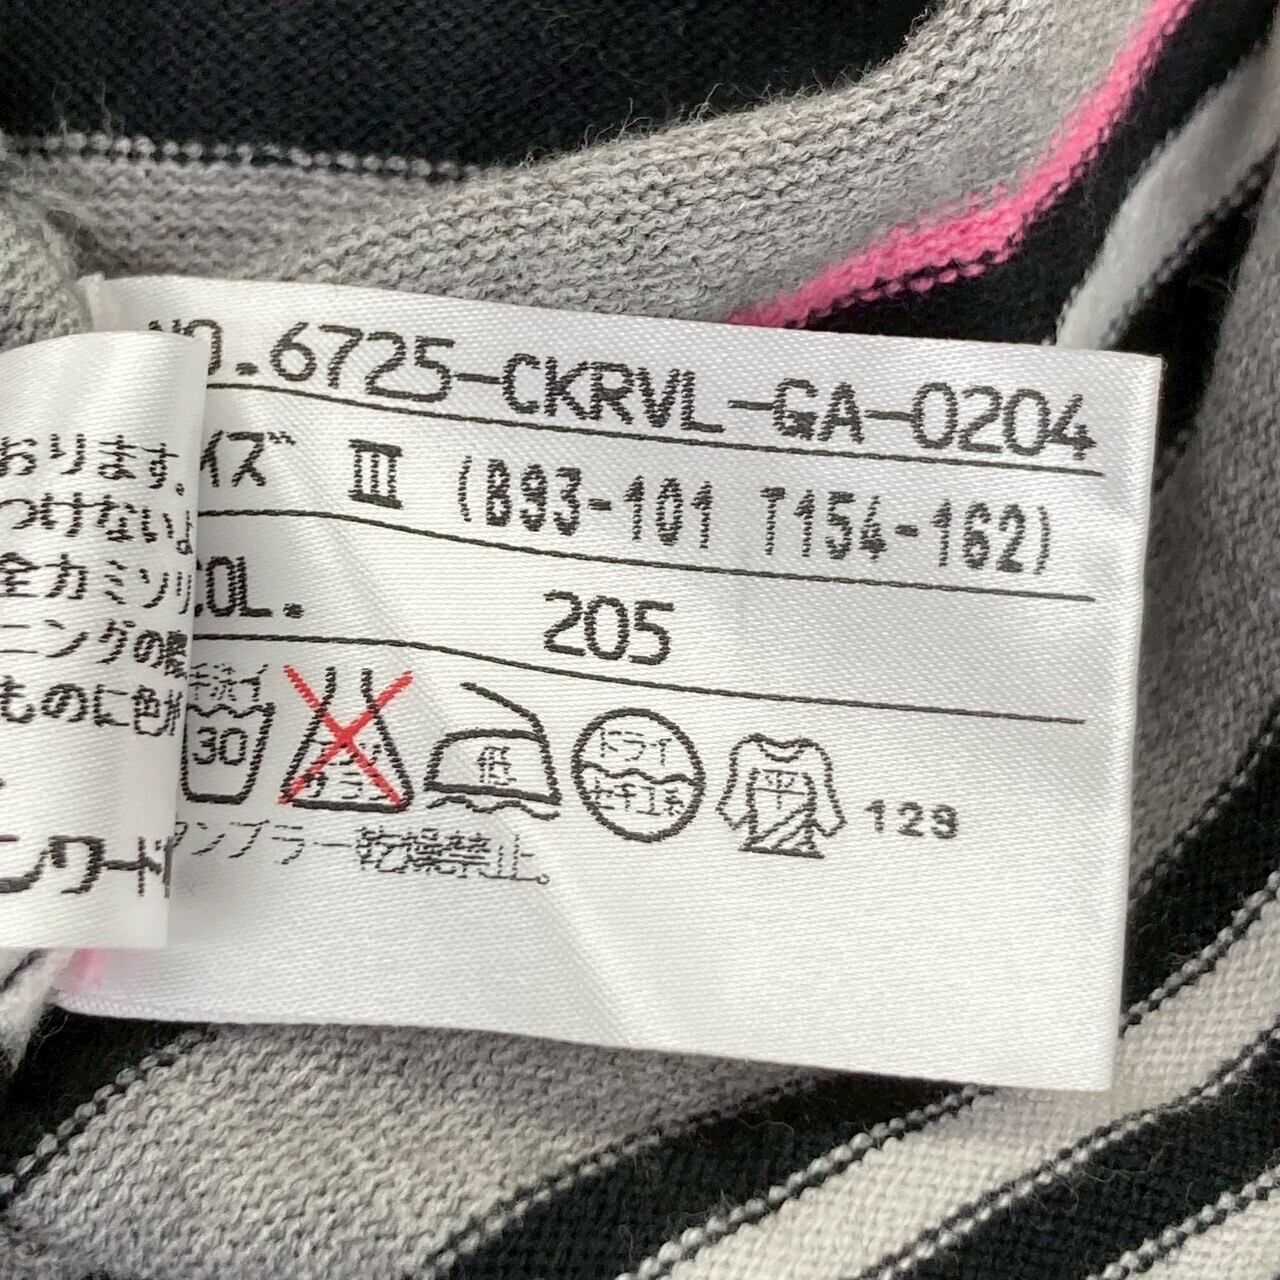 NO.6725-CKRVL-GA-0204
イズ III (B93-101 T154-162)
COL. 205
手洗イ
30
低
ドライ
セキユ系
平
129
タンブラー乾燥禁止。
おります。
つけないよ
全カミソリ
ニングの際
ものに色が
ンワード